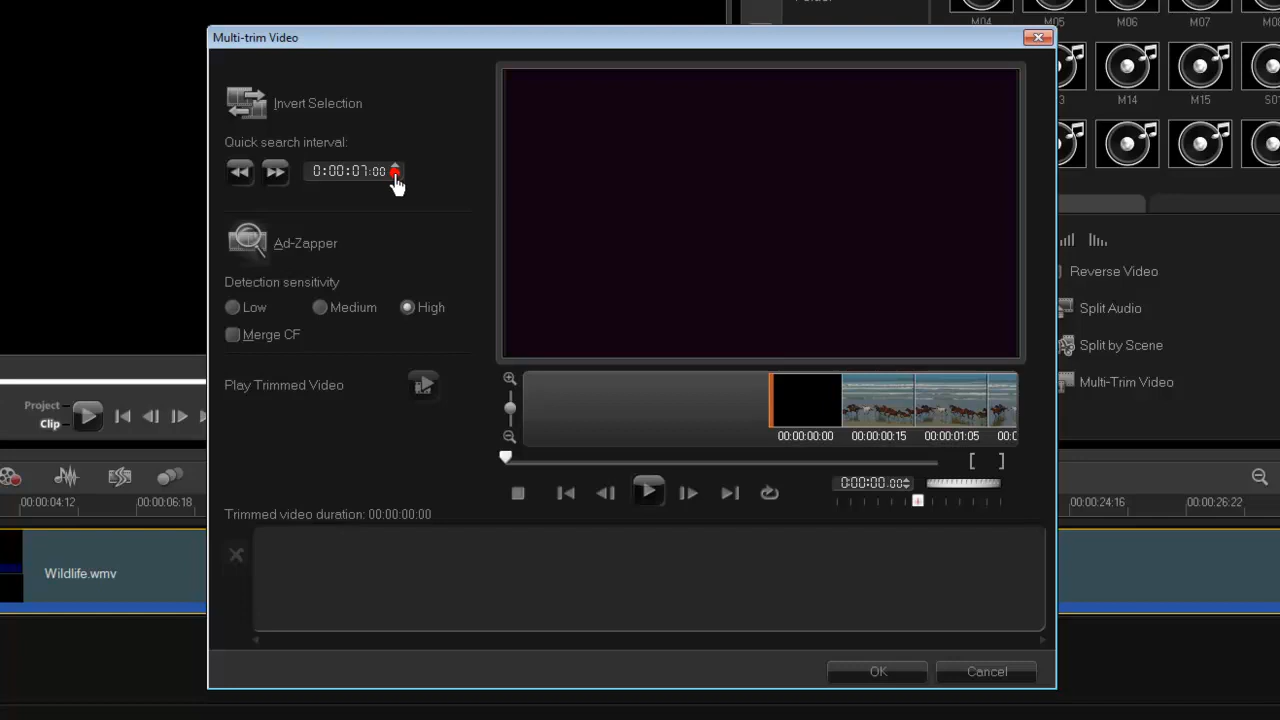 Folder
M04 M05 M06 M07
Multi-trim Video
Invert Selection
M14 M15
Quick search interval:
0:00:07:00
Ad-Zapper
Detection sensitivity
Reverse Video
Low Medium High
Split Audio
Merge CF
Split by Scene
Play Trimmed Video
Multi-Trim Video
Project
Clip
00:00:00:00 00:00:00:15 00:00:01:05
[ ]
0:00:00.00
00:00:04:12 00:00:06:18
00:00:24:16 00:00:26:22
Trimmed video duration: 00:00:00:00
Wildlife.wmv
OK Cancel